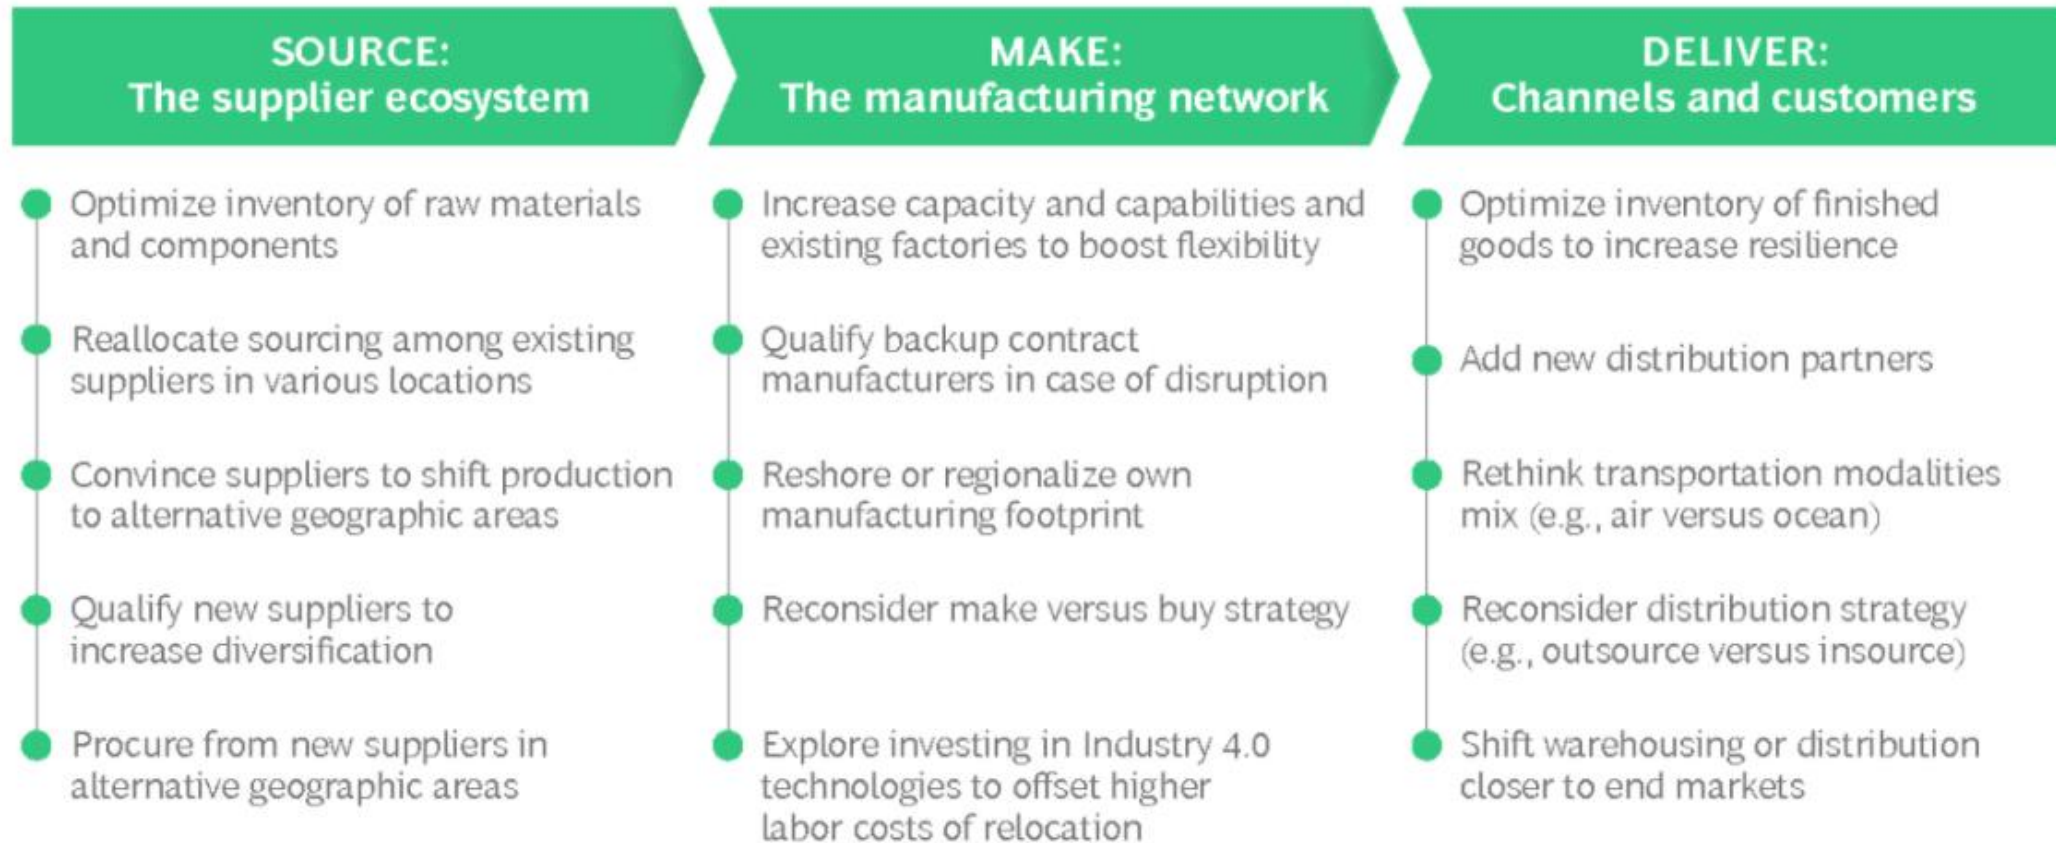 SOURCE:
The supplier ecosystem
Optimize inventory of raw materials
and components
Reallocate sourcing among existing
suppliers in various locations
Convince suppliers to shift production
to alternative geographic areas
Qualify new suppliers to
increase diversification
Procure from new suppliers in
alternative geographic areas
MAKE:
The manufacturing network
Increase capacity and capabilities and
existing factories to boost flexibility
Qualify backup contract
manufacturers in case of disruption
Reshore or regionalize own
manufacturing footprint
Reconsider make versus buy strategy
Explore investing in Industry 4.0
technologies to offset higher
labor costs of relocation
DELIVER:
Channels and customers
Optimize inventory of finished
goods to increase resilience
Add new distribution partners
Rethink transportation modalities
mix (e.g., air versus ocean)
Reconsider distribution strategy
(e.g., outsource versus insource)
Shift warehousing or distribution
closer to end markets